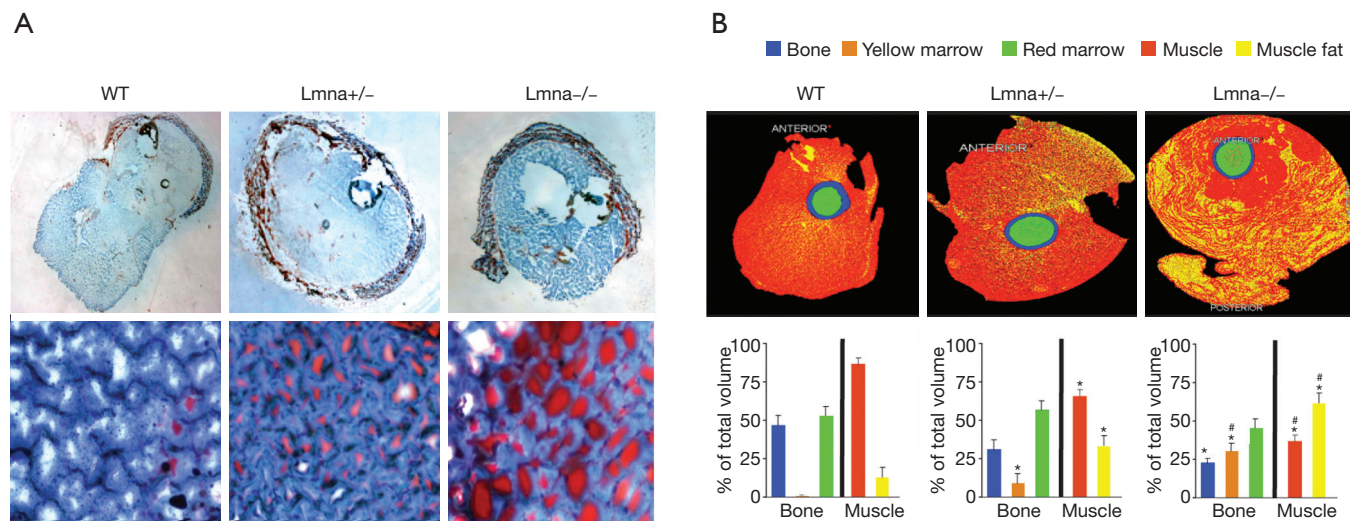 A
WT
Lmna+/–
Lmna–/–
B
Bone
Yellow marrow
Red marrow
Muscle
Muscle fat
WT
Lmna+/–
Lmna–/–
ANTERIOR*
ANTERIOR
ANTERIOR
POSTERIOR
% of total volume
100
75
50
25
0
Bone
Muscle
% of total volume
100
75
50
25
0
*
*
*
Bone
Muscle
% of total volume
100
75
50
25
0
*
#
*
#
*
#
*
Bone
Muscle